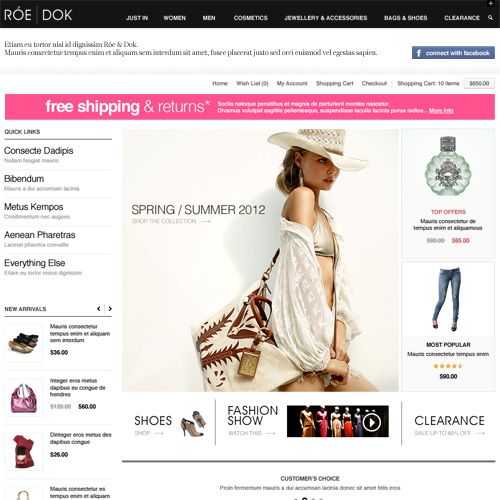 RÓE | DOK
JUST IN WOMEN MEN COSMETICS JEWELLERY & ACCESSORIES BAGS & SHOES CLEARANCE
Etiam eu tortor nisi id dignissim Róe & Dok.
Mauris consectetur tempus enim et aliquam sem interdum sit amet, fusce placerat justo sed orci euismod vel egestas sapien.
f connect with facebook
Home Wish List (0) My Account Shopping Cart Checkout Shopping Cart: 10 items $650.00
free shipping & returns*
Sociis natoque penatibus et magnis de parturient montes nascetur.
Divamus volutpat sagittis pellentesque, suspendisse iaculis lacinia purus radios... More Info
QUICK LINKS
Consecte Dadipis
Nullam feugiat mauris
Bibendum
Mauris a dui accumsan lacinia
Metus Kempos
Condimentum nec augues
Aenean Pharetras
Lacerat pharetra convallis
Everything Else
Etiam eu tortor nisios dignissim
NEW ARRIVALS
Mauris consectetur
tempus enim et aliquam
sem interdum
$36.00
Integer eros metus
dapibus eu congue de
hendres
$120.00 $60.00
Dinteger eros metus des
dapibus congue
$26.00
Mauris consectetur es
tempus enim et aliquam
SPRING / SUMMER 2012
SHOP THE COLLECTION
TOP OFFERS
Mauris consectetur de
tempus enim et aliquamous
$90.00 $65.00
MOST POPULAR
Mauris consectetur tempus enim
$90.00
SHOES
SHOP
FASHION
SHOW
WATCH THIS
CLEARANCE
SALE UP TO 80% OFF
CUSTOMER'S CHOICE
Proin fermentum mauris a dui accumsan lacinia donec sit amet felis eros